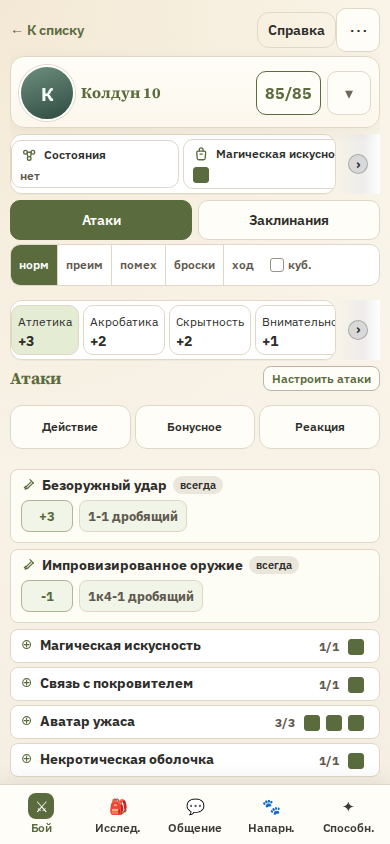 ← К списку
Справка
...
К
Колдун 10
85/85
▼
Состояния
нет
Магическая искусно
Атаки
Заклинания
норм
преим
помех
броски
ход
куб.
Атлетика
+3
Акробатика
+2
Скрытность
+2
Внимательно
+1
Атаки
Настроить атаки
Действие
Бонусное
Реакция
Безоружный удар всегда
+3
1-1 дробящий
Импровизированное оружие всегда
-1
1к4-1 дробящий
Магическая искусность
1/1
Связь с покровителем
1/1
Аватар ужаса
3/3
Некротическая оболочка
1/1
Бой
Исслед.
Общение
Напарн.
Способн.